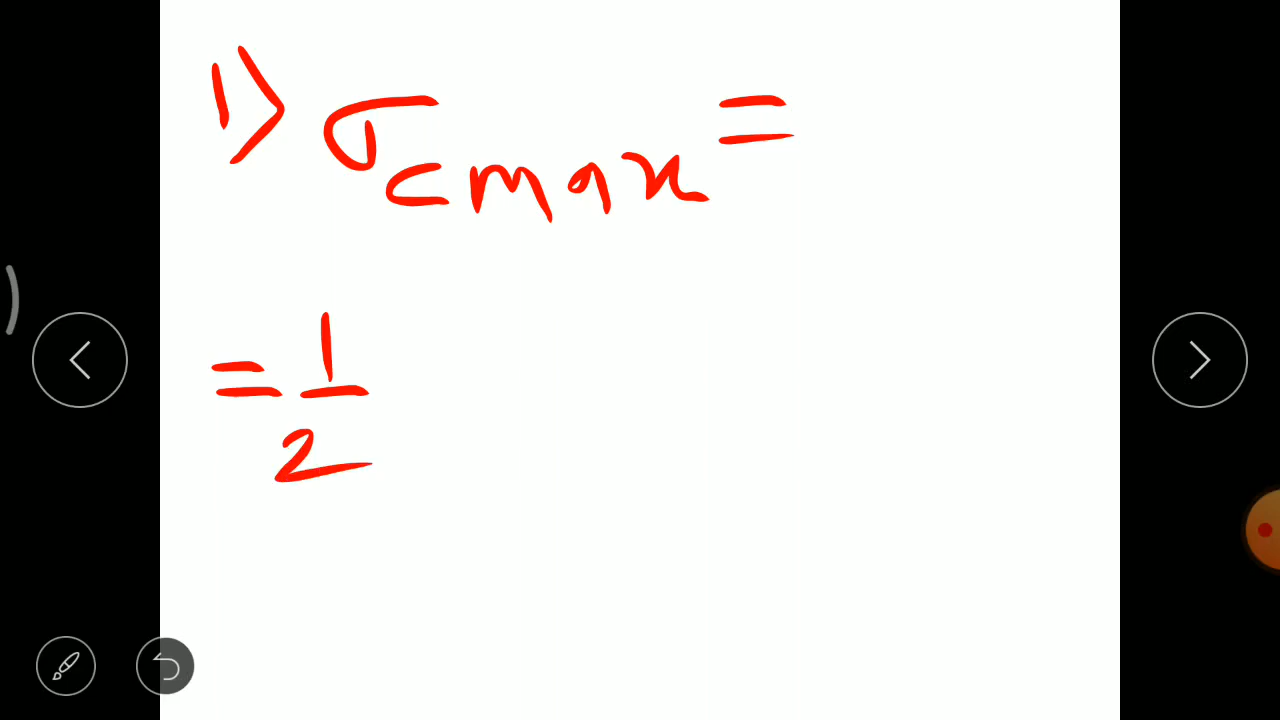 1) σcmax =
= 1/2